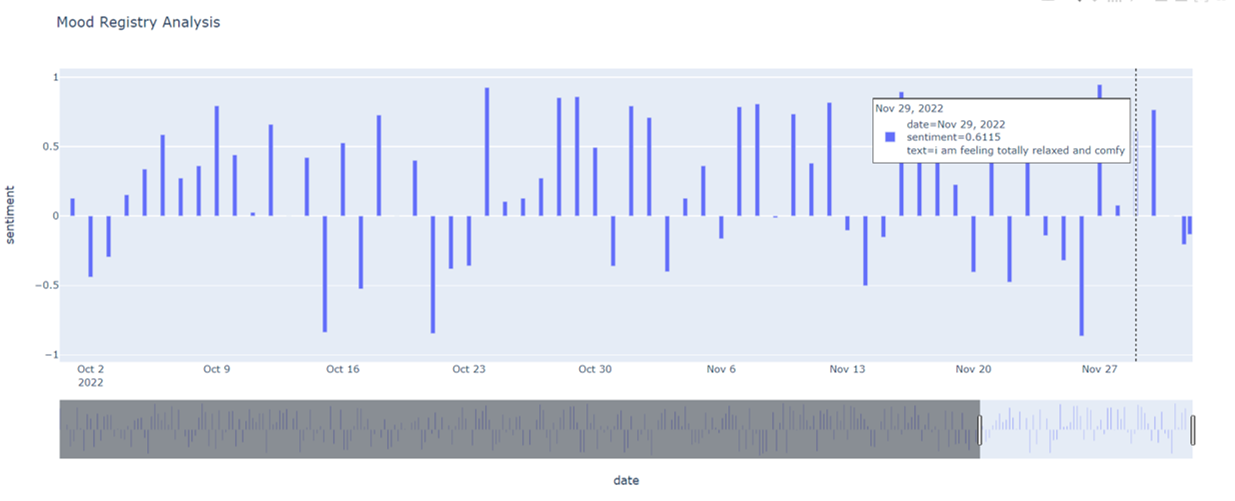 Mood Registry Analysis
1
0.5
0
−0.5
−1
sentiment
Nov 29, 2022
date=Nov 29, 2022
sentiment=0.6115
text=i am feeling totally relaxed and comfy
Oct 2 Oct 9 Oct 16 Oct 23 Oct 30 Nov 6 Nov 13 Nov 20 Nov 27
2022
date